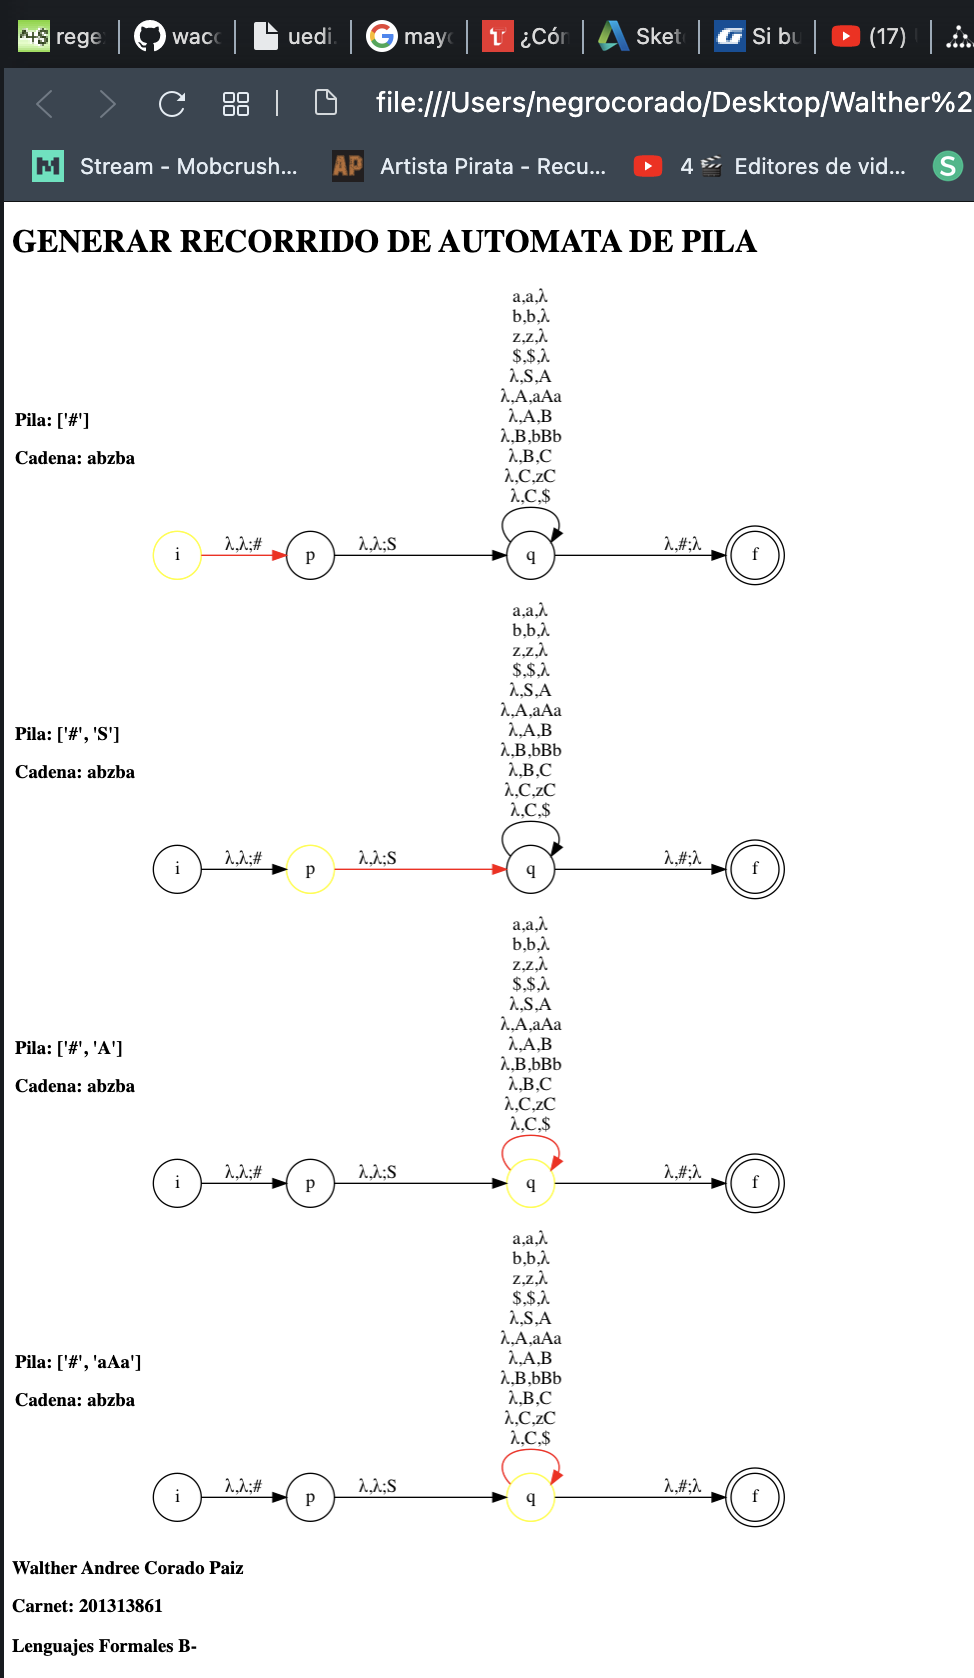 rege
wacc
uedi.
mayo
¿Cóm
Sket
Si bu
(17)
file:///Users/negrocorado/Desktop/Walther%2
Stream - Mobcrush...
AP
Artista Pirata - Recu...
4 🎬 Editores de vid...
S
GENERAR RECORRIDO DE AUTOMATA DE PILA
a,a,λ
b,b,λ
z,z,λ
$,$,λ
λ,S,A
λ,A,aAa
λ,A,B
λ,B,bBb
λ,B,C
λ,C,zC
λ,C,$
Pila: ['#']
Cadena: abzba
i λ,λ;# p λ,λ;S q λ,#;λ f
a,a,λ
b,b,λ
z,z,λ
$,$,λ
λ,S,A
λ,A,aAa
λ,A,B
λ,B,bBb
λ,B,C
λ,C,zC
λ,C,$
Pila: ['#', 'S']
Cadena: abzba
i λ,λ;# p λ,λ;S q λ,#;λ f
a,a,λ
b,b,λ
z,z,λ
$,$,λ
λ,S,A
λ,A,aAa
λ,A,B
λ,B,bBb
λ,B,C
λ,C,zC
λ,C,$
Pila: ['#', 'A']
Cadena: abzba
i λ,λ;# p λ,λ;S q λ,#;λ f
a,a,λ
b,b,λ
z,z,λ
$,$,λ
λ,S,A
λ,A,aAa
λ,A,B
λ,B,bBb
λ,B,C
λ,C,zC
λ,C,$
Pila: ['#', 'aAa']
Cadena: abzba
i λ,λ;# p λ,λ;S q λ,#;λ f
Walther Andree Corado Paiz
Carnet: 201313861
Lenguajes Formales B-